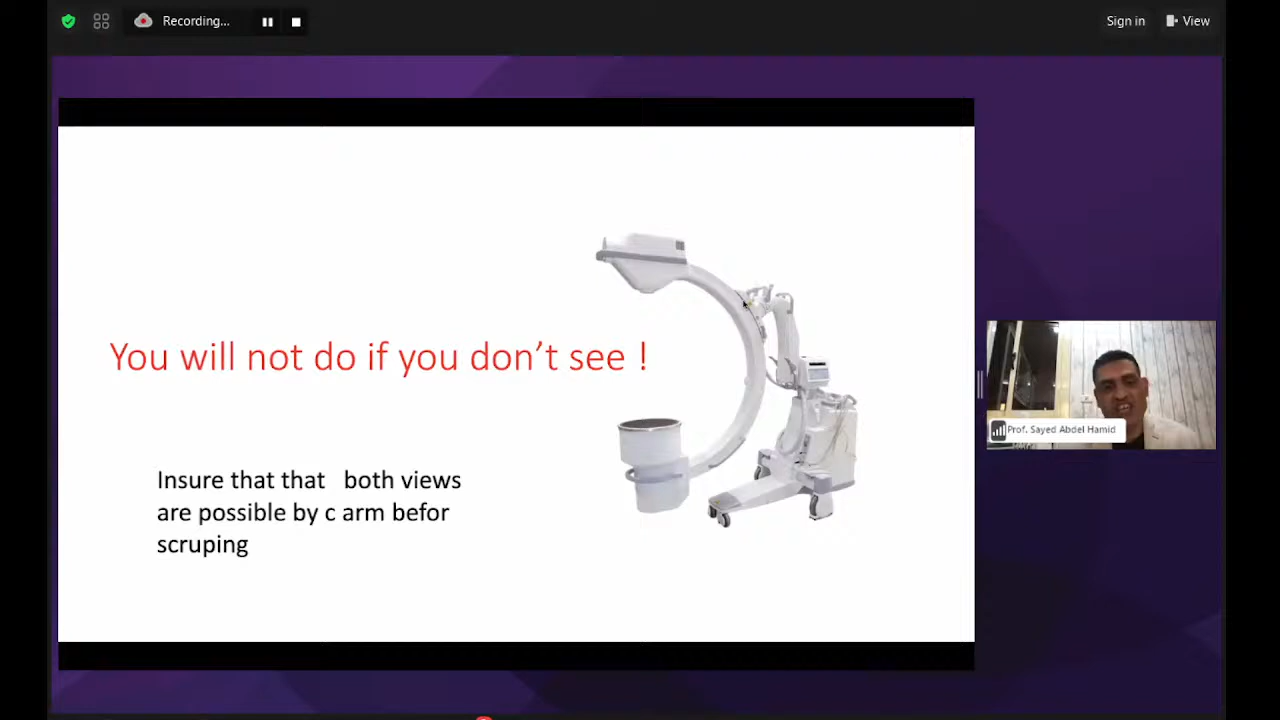 Recording...
Sign in
View
You will not do if you don't see !
Insure that that both views
are possible by c arm befor
scruping
Prof. Sayed Abdel Hamid